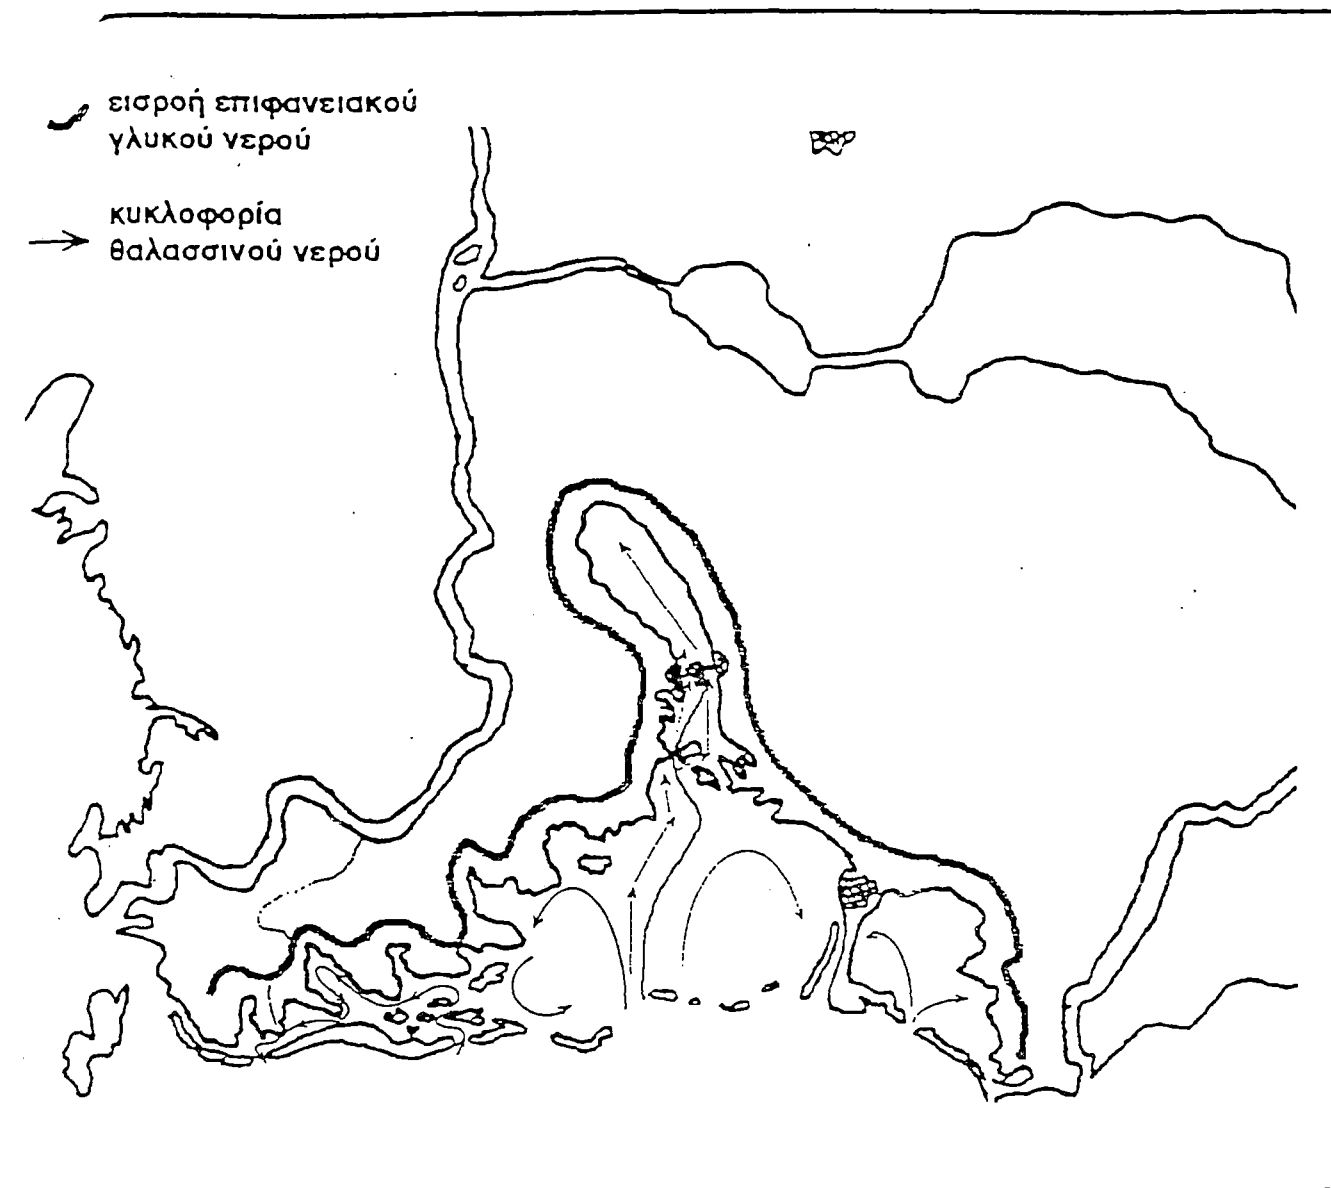 εισροή επιφανειακού
γλυκού νερού
κυκλοφορία
θαλασσινού νερού